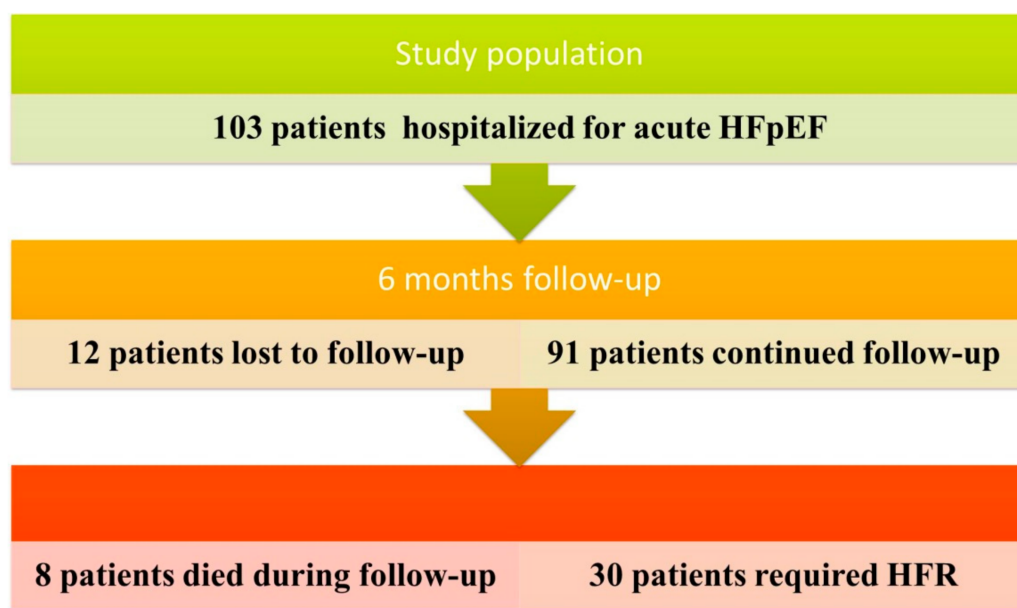 Study population
103 patients hospitalized for acute HFpEF
6 months follow-up
12 patients lost to follow-up
91 patients continued follow-up
8 patients died during follow-up
30 patients required HFR